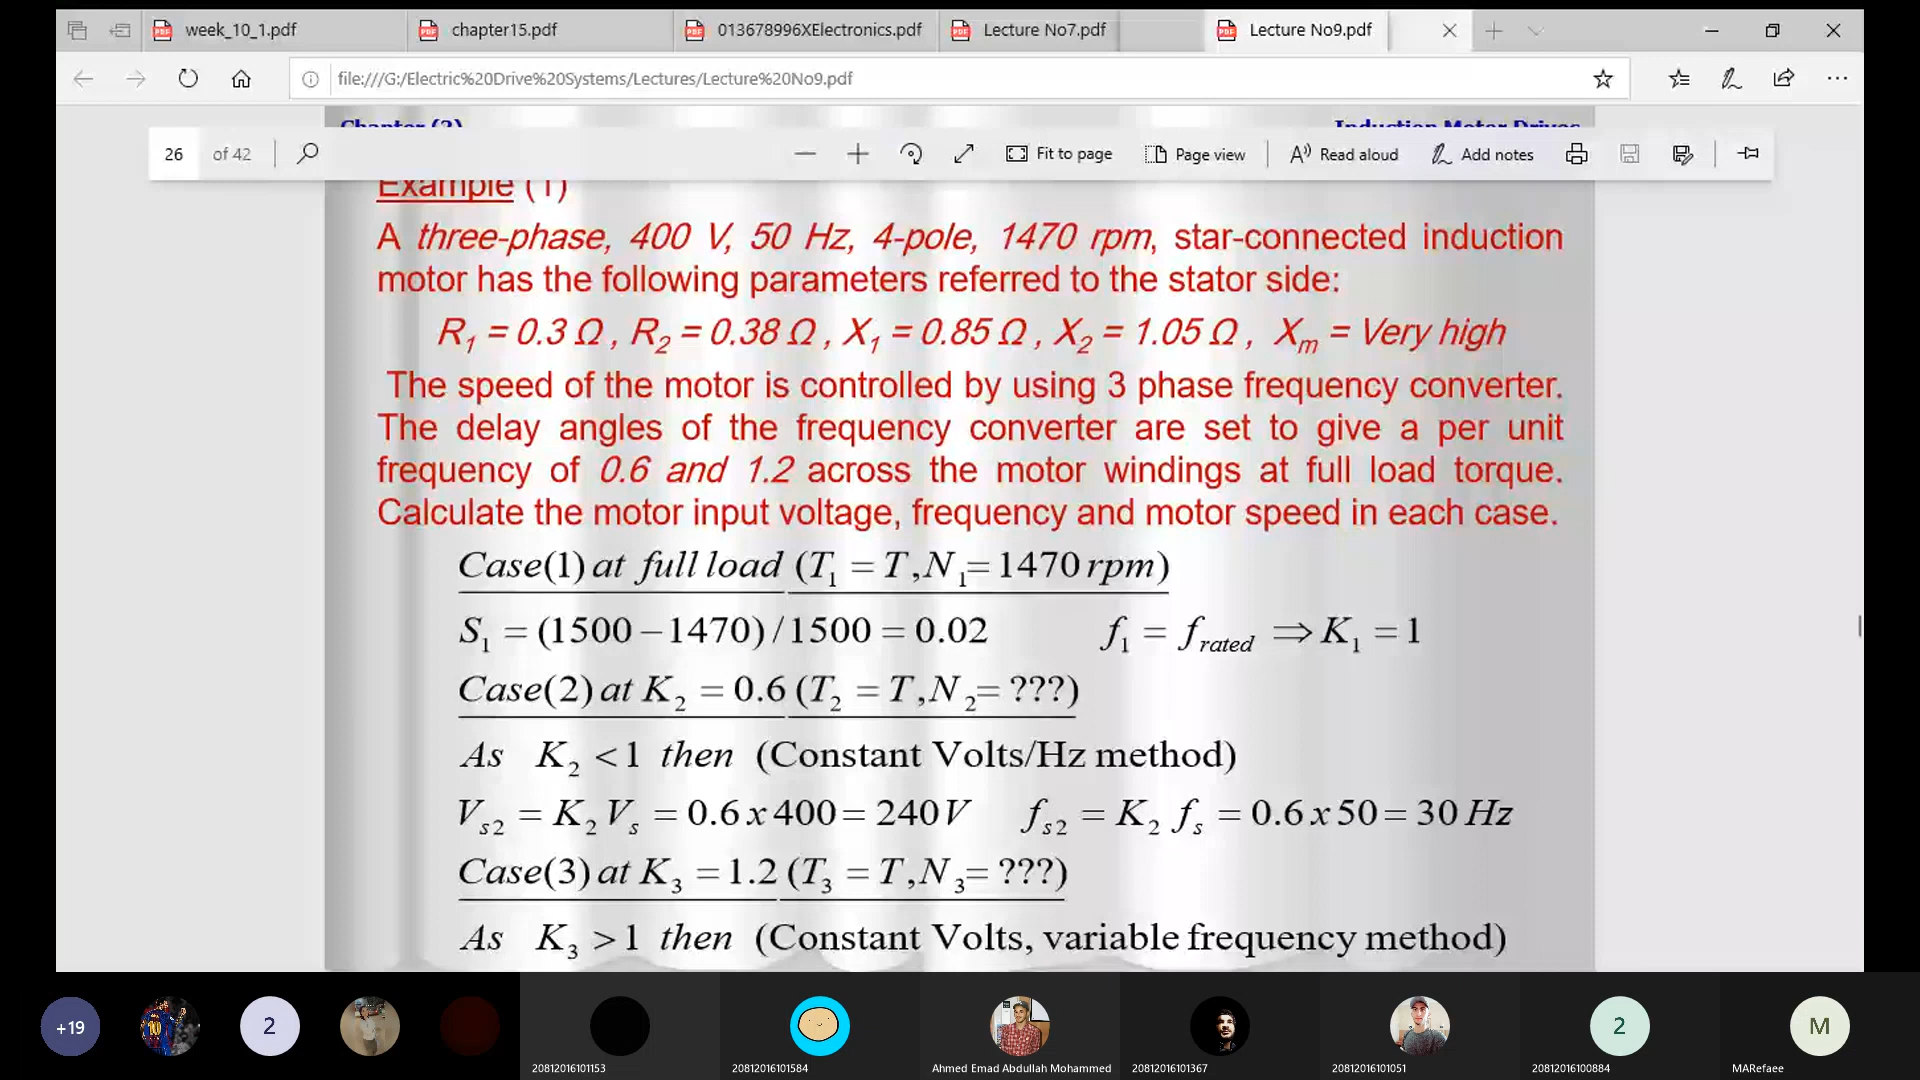 week_10_1.pdf
chapter15.pdf
013678996XElectronics.pdf
Lecture No7.pdf
Lecture No9.pdf
file:///G:/Electric%20Drive%20Systems/Lectures/Lecture%20No9.pdf
Chapter (3)
Induction Motor Drives
26 of 42
Fit to page
Page view
Read aloud
Add notes
Example (1)
A three-phase, 400 V, 50 Hz, 4-pole, 1470 rpm, star-connected induction
motor has the following parameters referred to the stator side:
R₁ = 0.3 Ω , R₂ = 0.38 Ω , X₁ = 0.85 Ω , X₂ = 1.05 Ω , Xm = Very high
The speed of the motor is controlled by using 3 phase frequency converter.
The delay angles of the frequency converter are set to give a per unit
frequency of 0.6 and 1.2 across the motor windings at full load torque.
Calculate the motor input voltage, frequency and motor speed in each case.
Case(1) at full load (T₁ = T ,N₁= 1470 rpm)
S₁ = (1500 – 1470) / 1500 = 0.02 f₁ = f rated ⇒ K₁ = 1
Case(2) at K₂ = 0.6 (T₂ = T ,N₂= ???)
As K₂ < 1 then (Constant Volts/Hz method)
Vs2 = K₂ Vs = 0.6 x 400 = 240 V fs2 = K₂ fs = 0.6 x 50 = 30 Hz
Case(3) at K₃ = 1.2 (T₃ = T ,N₃= ???)
As K₃ > 1 then (Constant Volts, variable frequency method)
+19
10
2
2
M
20812016101153
20812016101584
Ahmed Emad Abdullah Mohammed
20812016101367
20812016101051
20812016100884
MARefaee